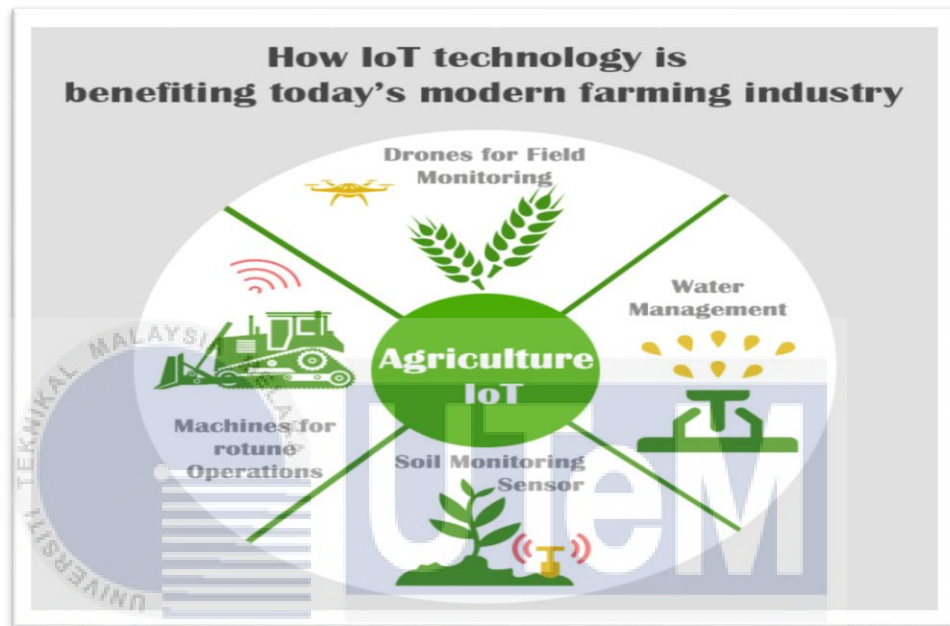 How IoT technology is
benefiting today's modern farming industry
Drones for Field
Monitoring
Water
Management
Agriculture
IoT
Machines for
rotune
Operations
Soil Monitoring
Sensor
UNIVERSITI TEKNIKAL MALAYSIA
UTeM